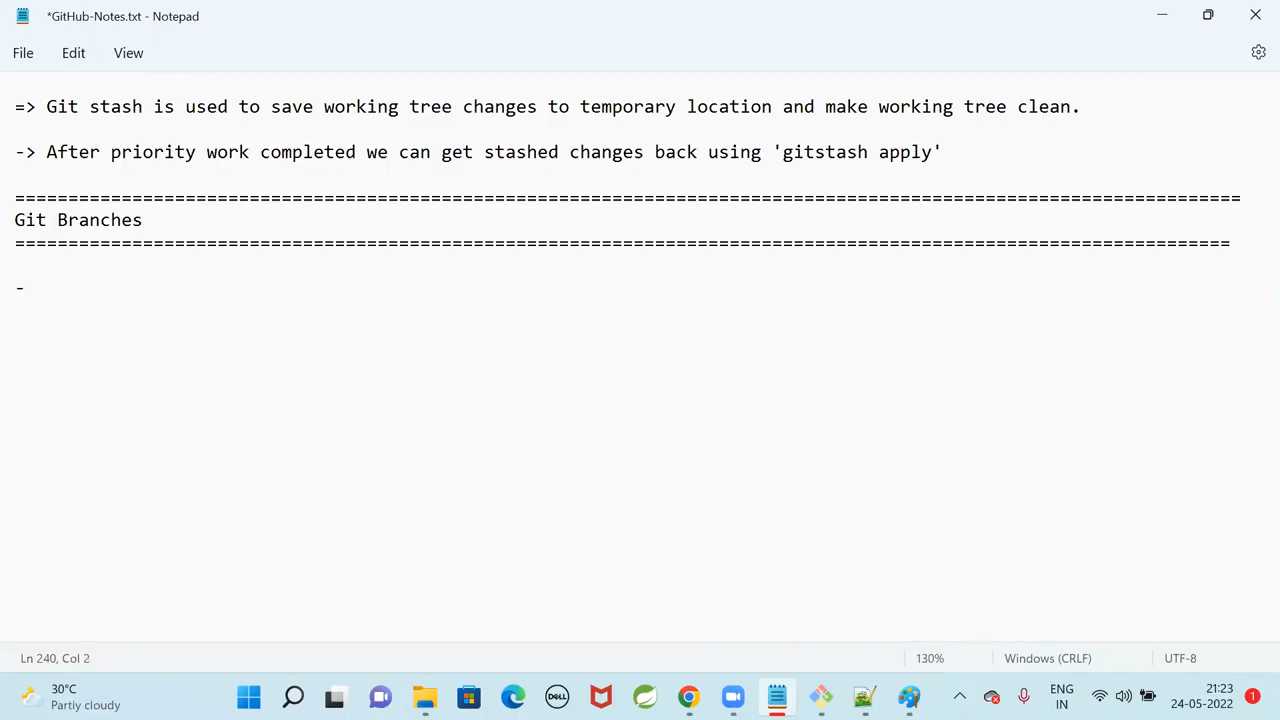 *GitHub-Notes.txt - Notepad
File Edit View
=> Git stash is used to save working tree changes to temporary location and make working tree clean.
-> After priority work completed we can get stashed changes back using 'gitstash apply'
===================================================================================================================
Git Branches
==================================================================================================================
-
Ln 240, Col 2 130% Windows (CRLF) UTF-8
30°C
Partly cloudy
DELL
ENG
IN
21:23
24-05-2022
1